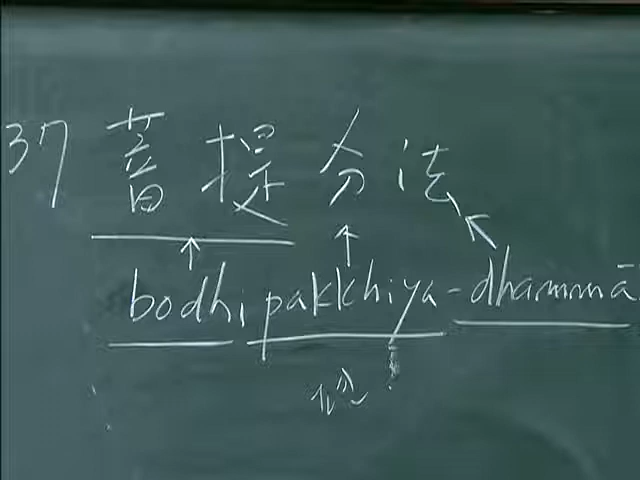 37 菩提分法
bodhipakkhiya-dhammā